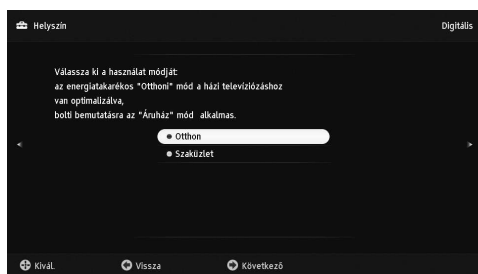 Helyszín
Digitális
Válassza ki a használat módját:
az energiatakarékos "Otthoni" mód a házi televíziózáshoz
van optimalizálva,
bolti bemutatásra az "Áruház" mód alkalmas.
Otthon
Szaküzlet
Kivál. Vissza Következő